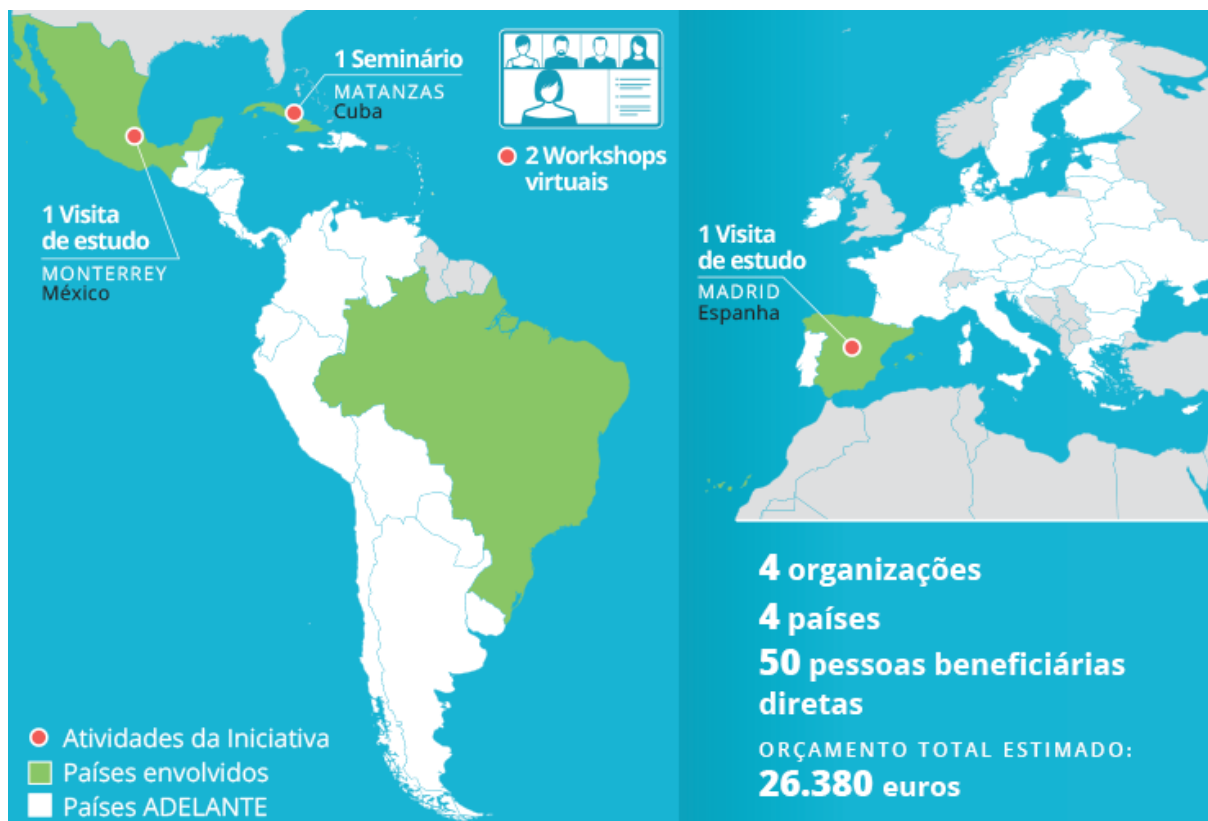 1 Seminário
MATANZAS
Cuba
2 Workshops
virtuais
1 Visita
de estudo
MONTERREY
México
1 Visita
de estudo
MADRID
Espanha
4 organizações
4 países
50 pessoas beneficiárias
diretas
ORÇAMENTO TOTAL ESTIMADO:
26.380 euros
Atividades da Iniciativa
Países envolvidos
Países ADELANTE